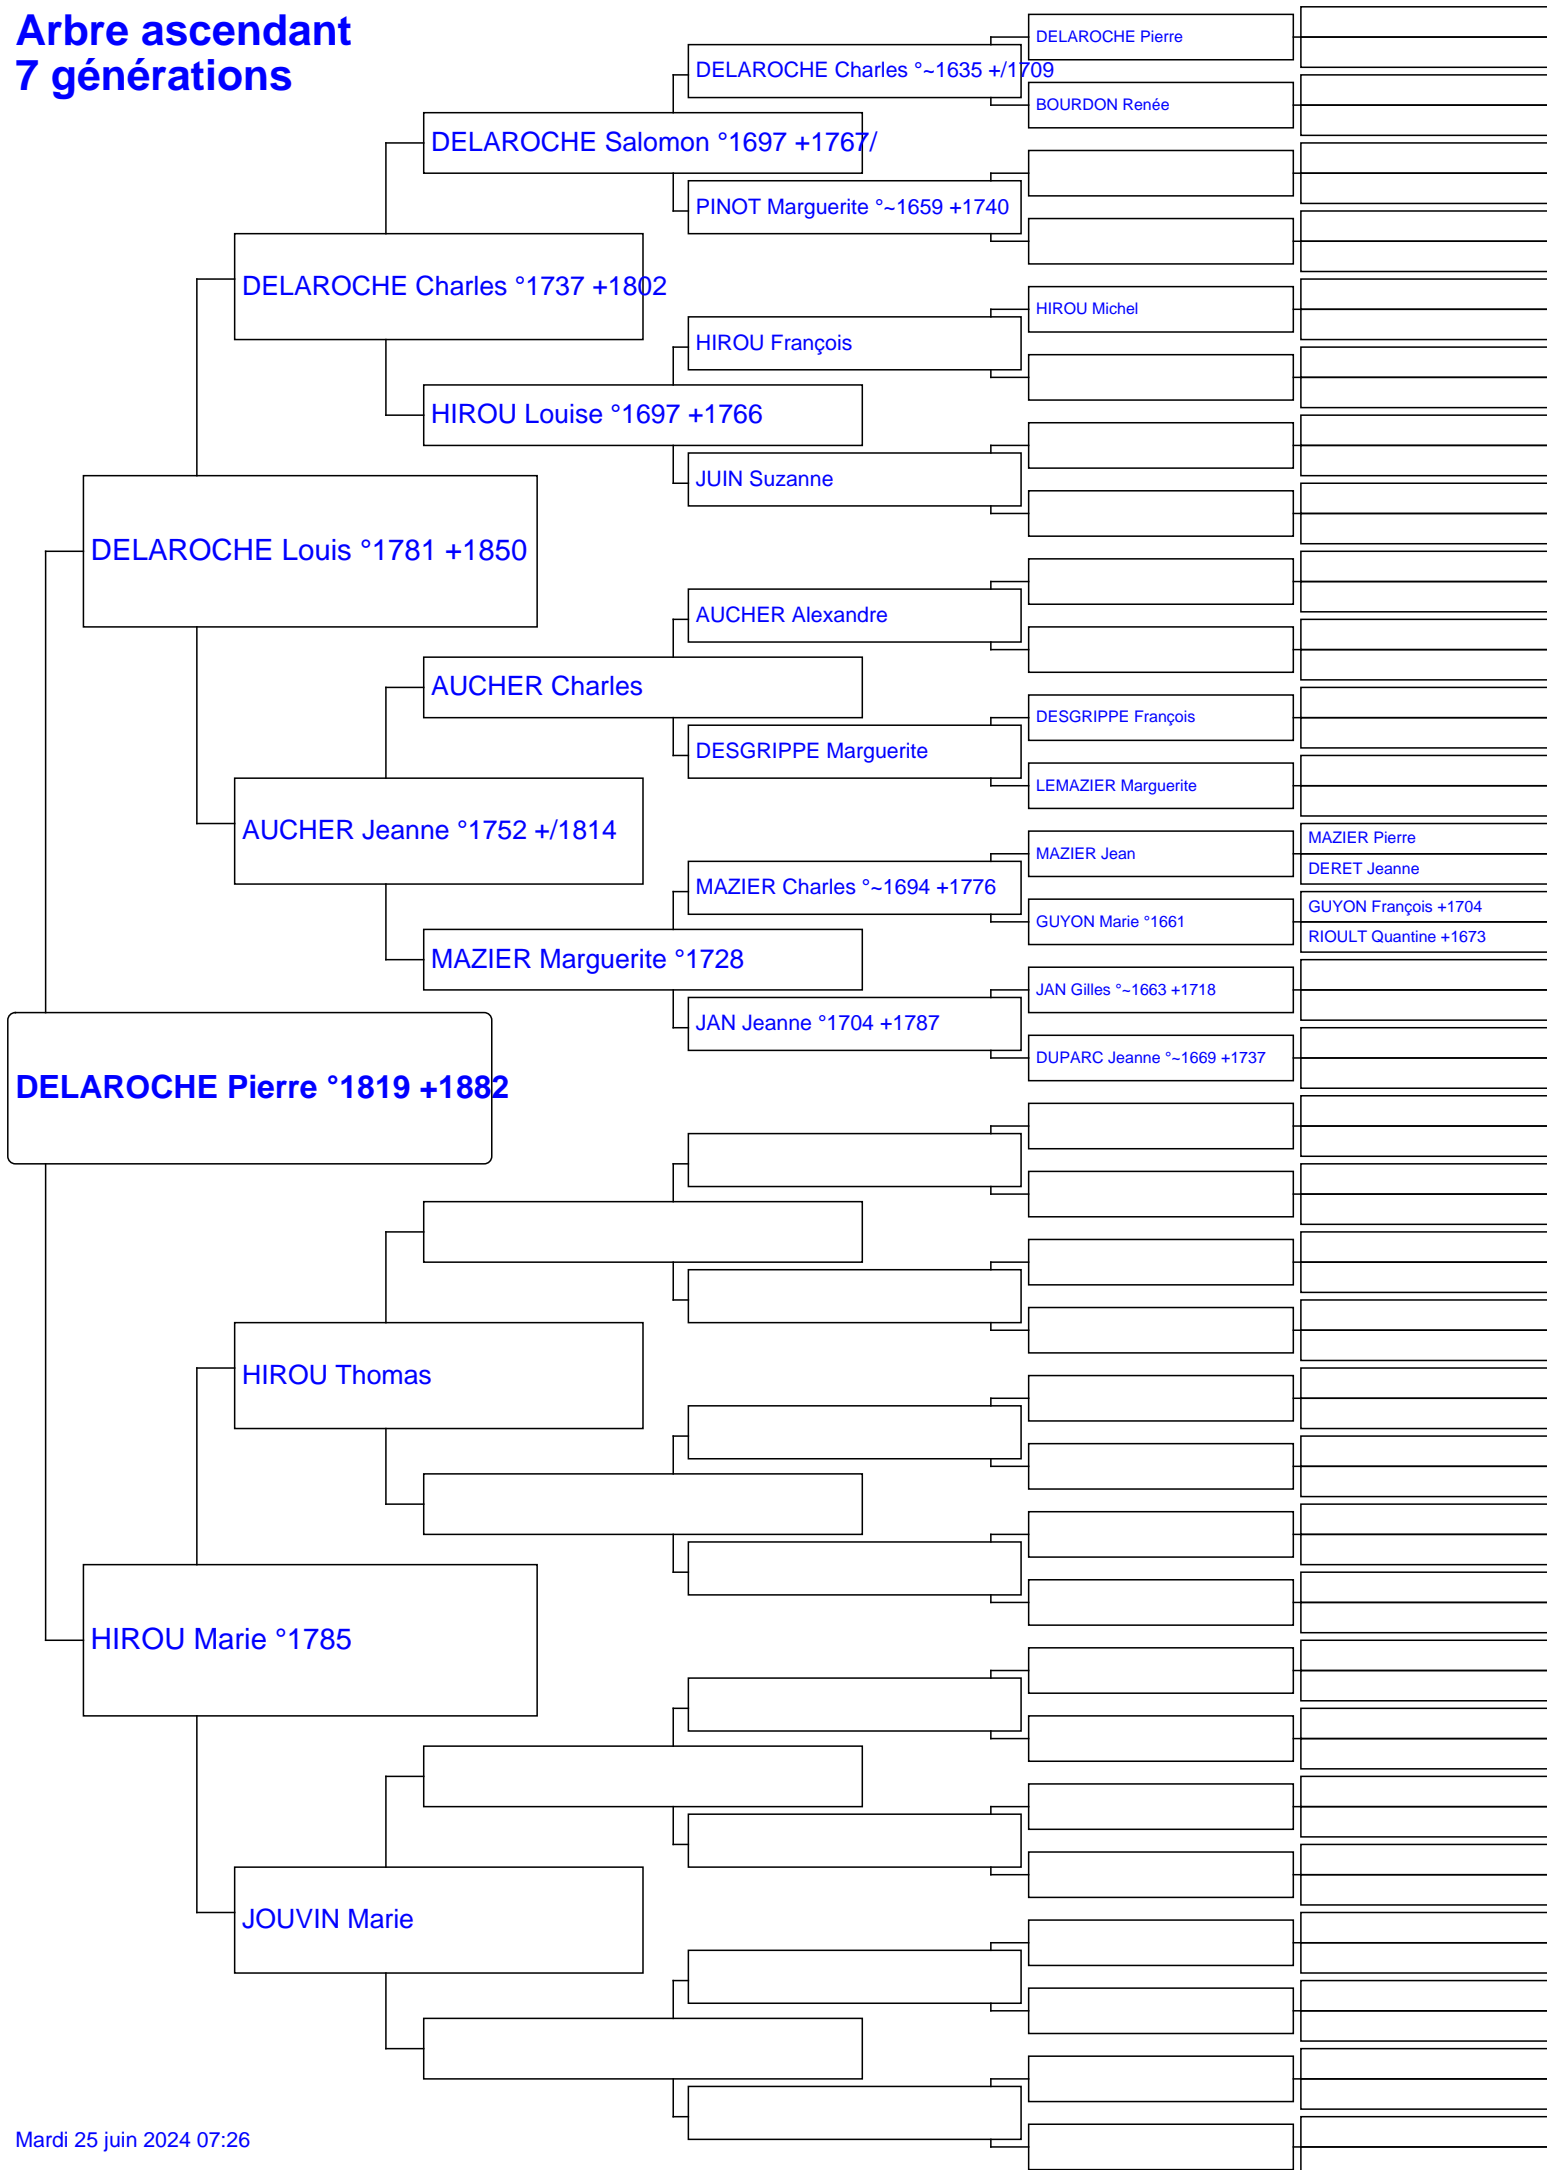 Arbre ascendant
7 générations
DELAROCHE Pierre
DELAROCHE Charles °~1635 +/1709
BOURDON Renée
DELAROCHE Salomon °1697 +1767/
PINOT Marguerite °~1659 +1740
DELAROCHE Charles °1737 +1802
HIROU Michel
HIROU François
HIROU Louise °1697 +1766
JUIN Suzanne
DELAROCHE Louis °1781 +1850
AUCHER Alexandre
AUCHER Charles
DESGRIPPE François
DESGRIPPE Marguerite
LEMAZIER Marguerite
AUCHER Jeanne °1752 +/1814
MAZIER Pierre
MAZIER Jean
DERET Jeanne
MAZIER Charles °~1694 +1776
GUYON François +1704
GUYON Marie °1661
RIOULT Quantine +1673
MAZIER Marguerite °1728
JAN Gilles °~1663 +1718
JAN Jeanne °1704 +1787
DUPARC Jeanne °~1669 +1737
DELAROCHE Pierre °1819 +1882
HIROU Thomas
HIROU Marie °1785
JOUVIN Marie
Mardi 25 juin 2024 07:26